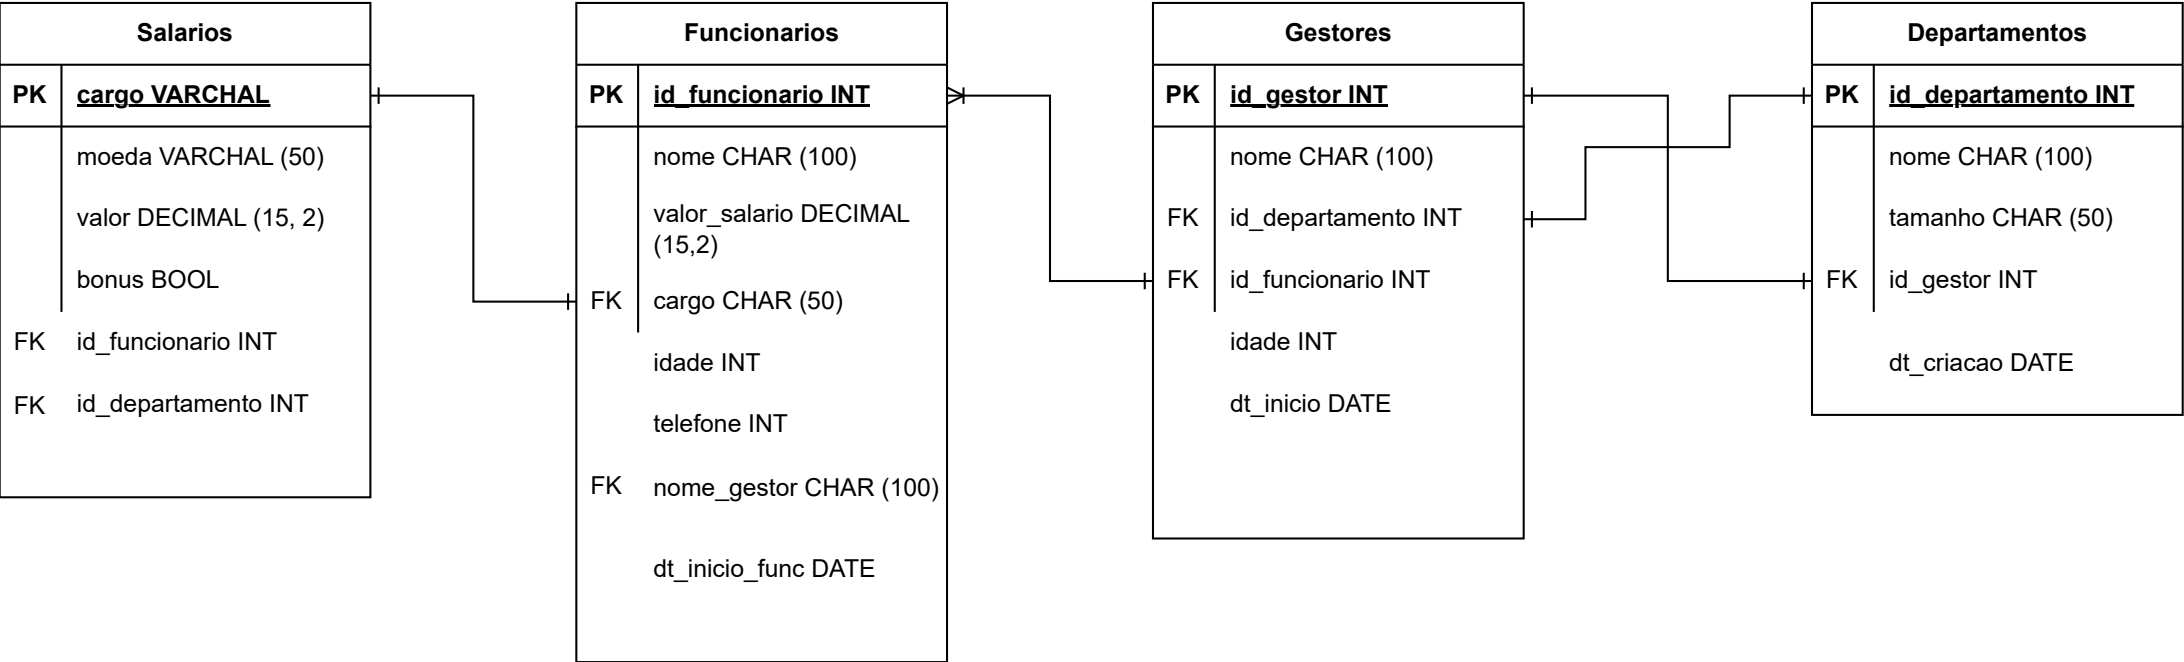 Salarios
PK cargo VARCHAL
moeda VARCHAL (50)
valor DECIMAL (15, 2)
bonus BOOL
FK id_funcionario INT
FK id_departamento INT
Funcionarios
PK id_funcionario INT
nome CHAR (100)
valor_salario DECIMAL
(15,2)
FK cargo CHAR (50)
idade INT
telefone INT
FK nome_gestor CHAR (100)
dt_inicio_func DATE
Gestores
PK id_gestor INT
nome CHAR (100)
FK id_departamento INT
FK id_funcionario INT
idade INT
dt_inicio DATE
Departamentos
PK id_departamento INT
nome CHAR (100)
tamanho CHAR (50)
FK id_gestor INT
dt_criacao DATE